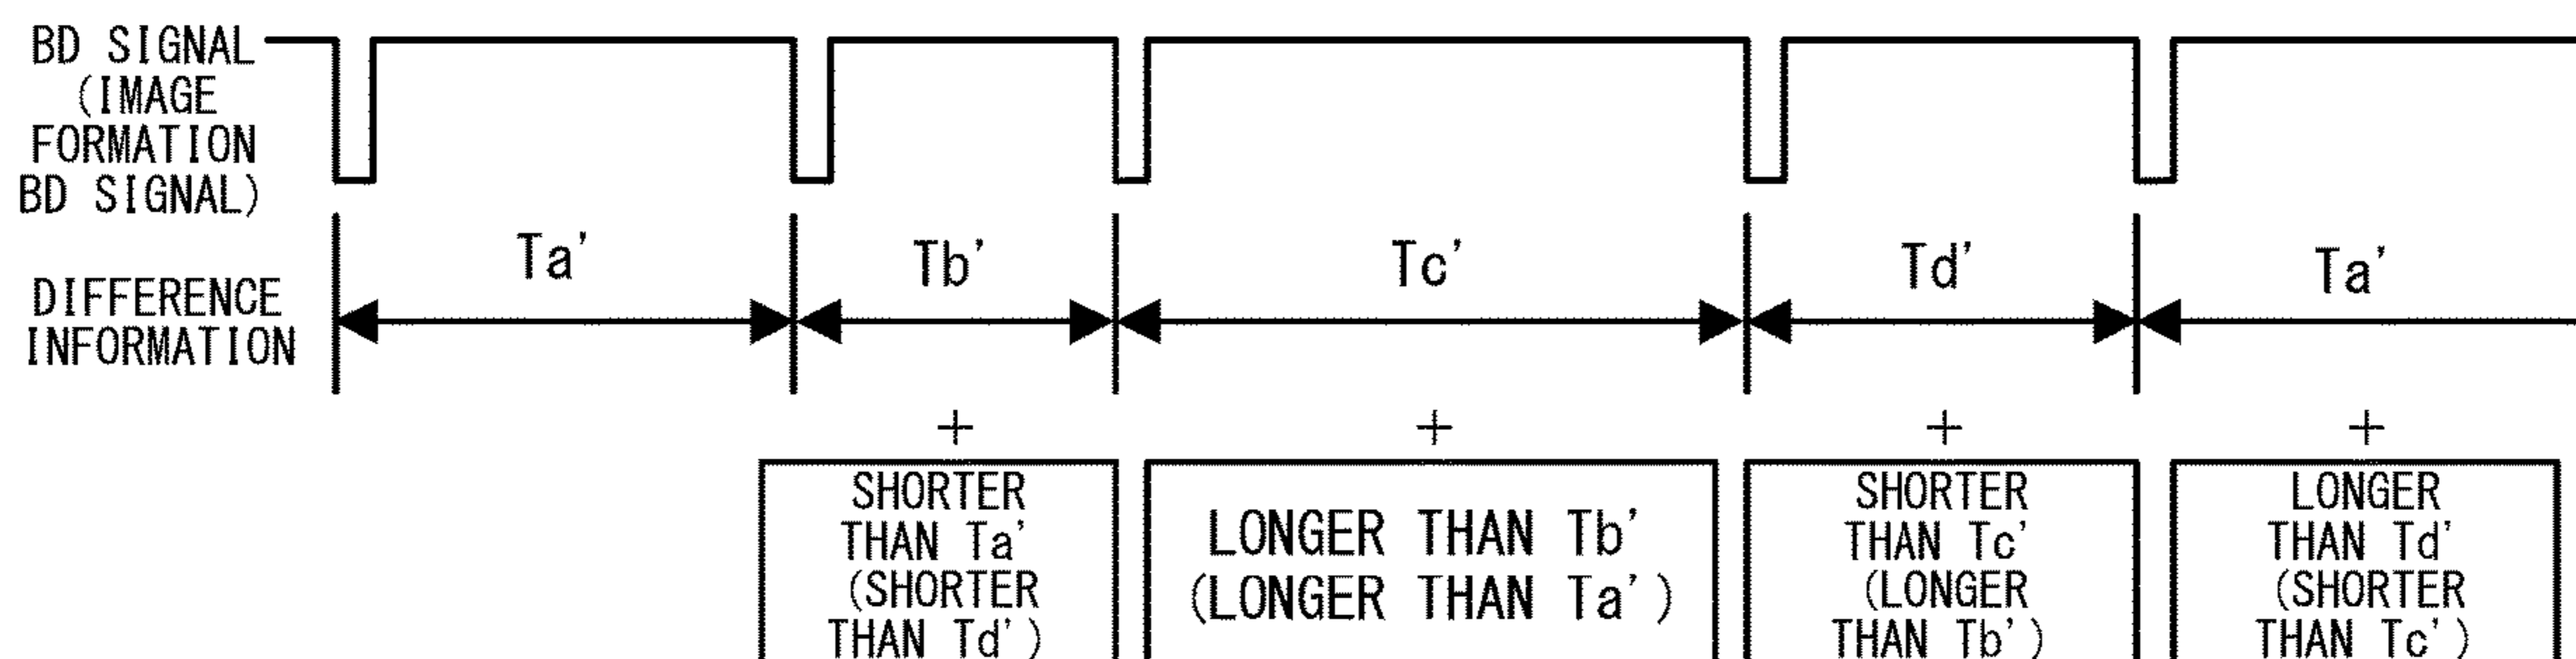 BD SIGNAL
(IMAGE
FORMATION
BD SIGNAL)
DIFFERENCE
INFORMATION
Ta' Tb' Tc' Td' Ta'
+ + + +
SHORTER
THAN Ta'
(SHORTER
THAN Td')
LONGER THAN Tb'
(LONGER THAN Ta')
SHORTER
THAN Tc'
(LONGER
THAN Tb')
LONGER
THAN Td'
(SHORTER
THAN Tc')